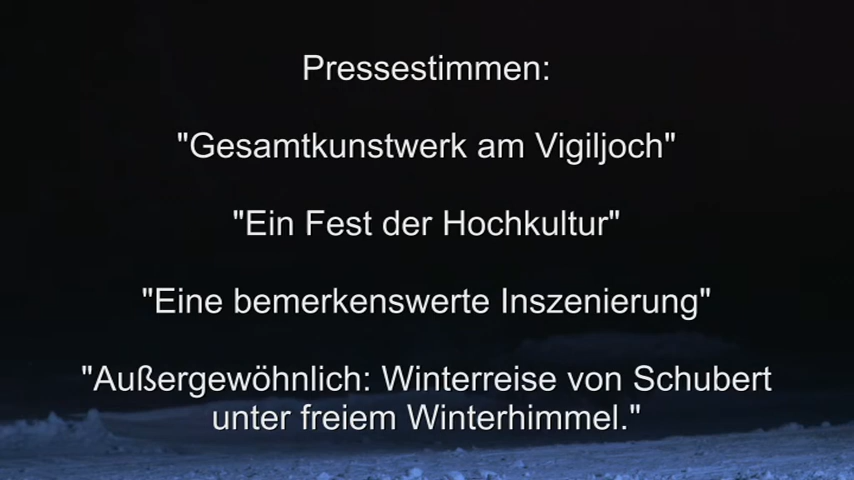 Pressestimmen:
"Gesamtkunstwerk am Vigiljoch"
"Ein Fest der Hochkultur"
"Eine bemerkenswerte Inszenierung"
"Außergewöhnlich: Winterreise von Schubert
unter freiem Winterhimmel."